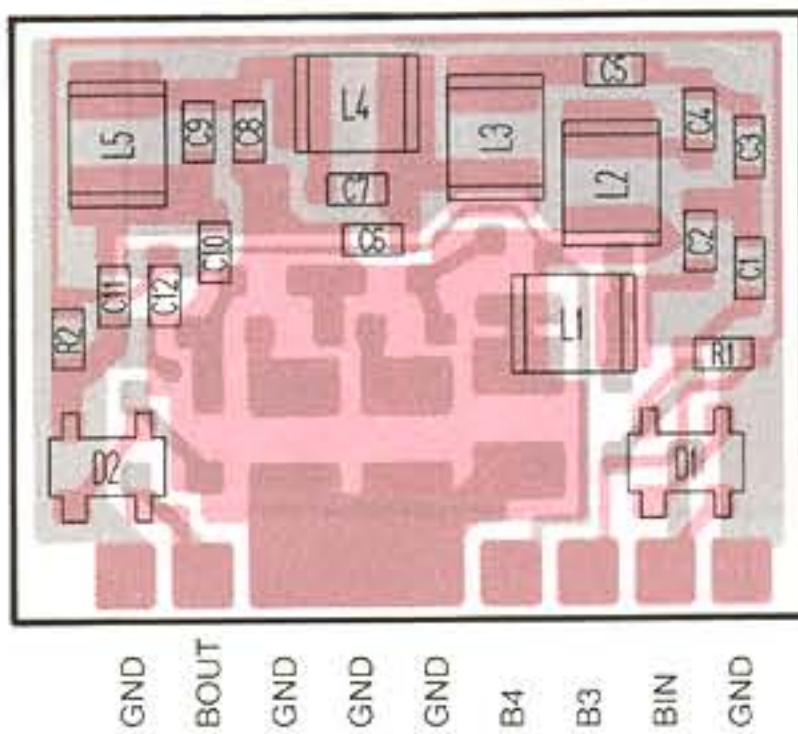 C5
L4
L5
C9
C8
L3
C4
C3
L2
C7
C10
C6
C2
C1
C11
C12
R2
L1
R1
D2
D1
GND
BOUT
GND
GND
GND
B4
B3
BIN
GND